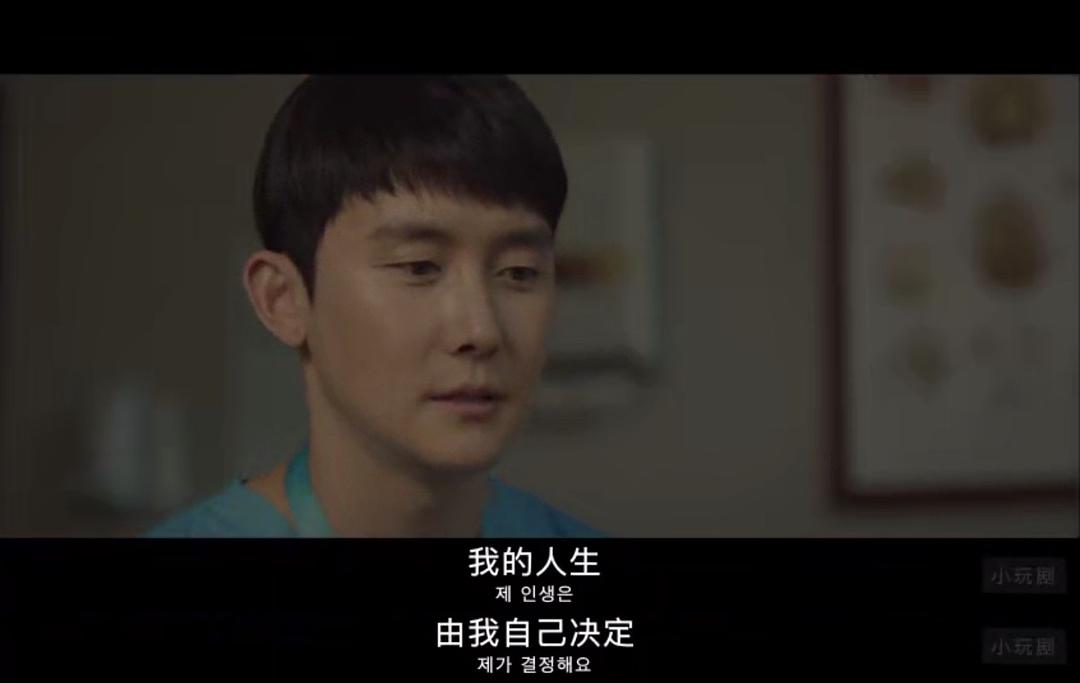 我的人生
제 인생은
小玩剧
由我自己决定
제가 결정해요
小玩剧